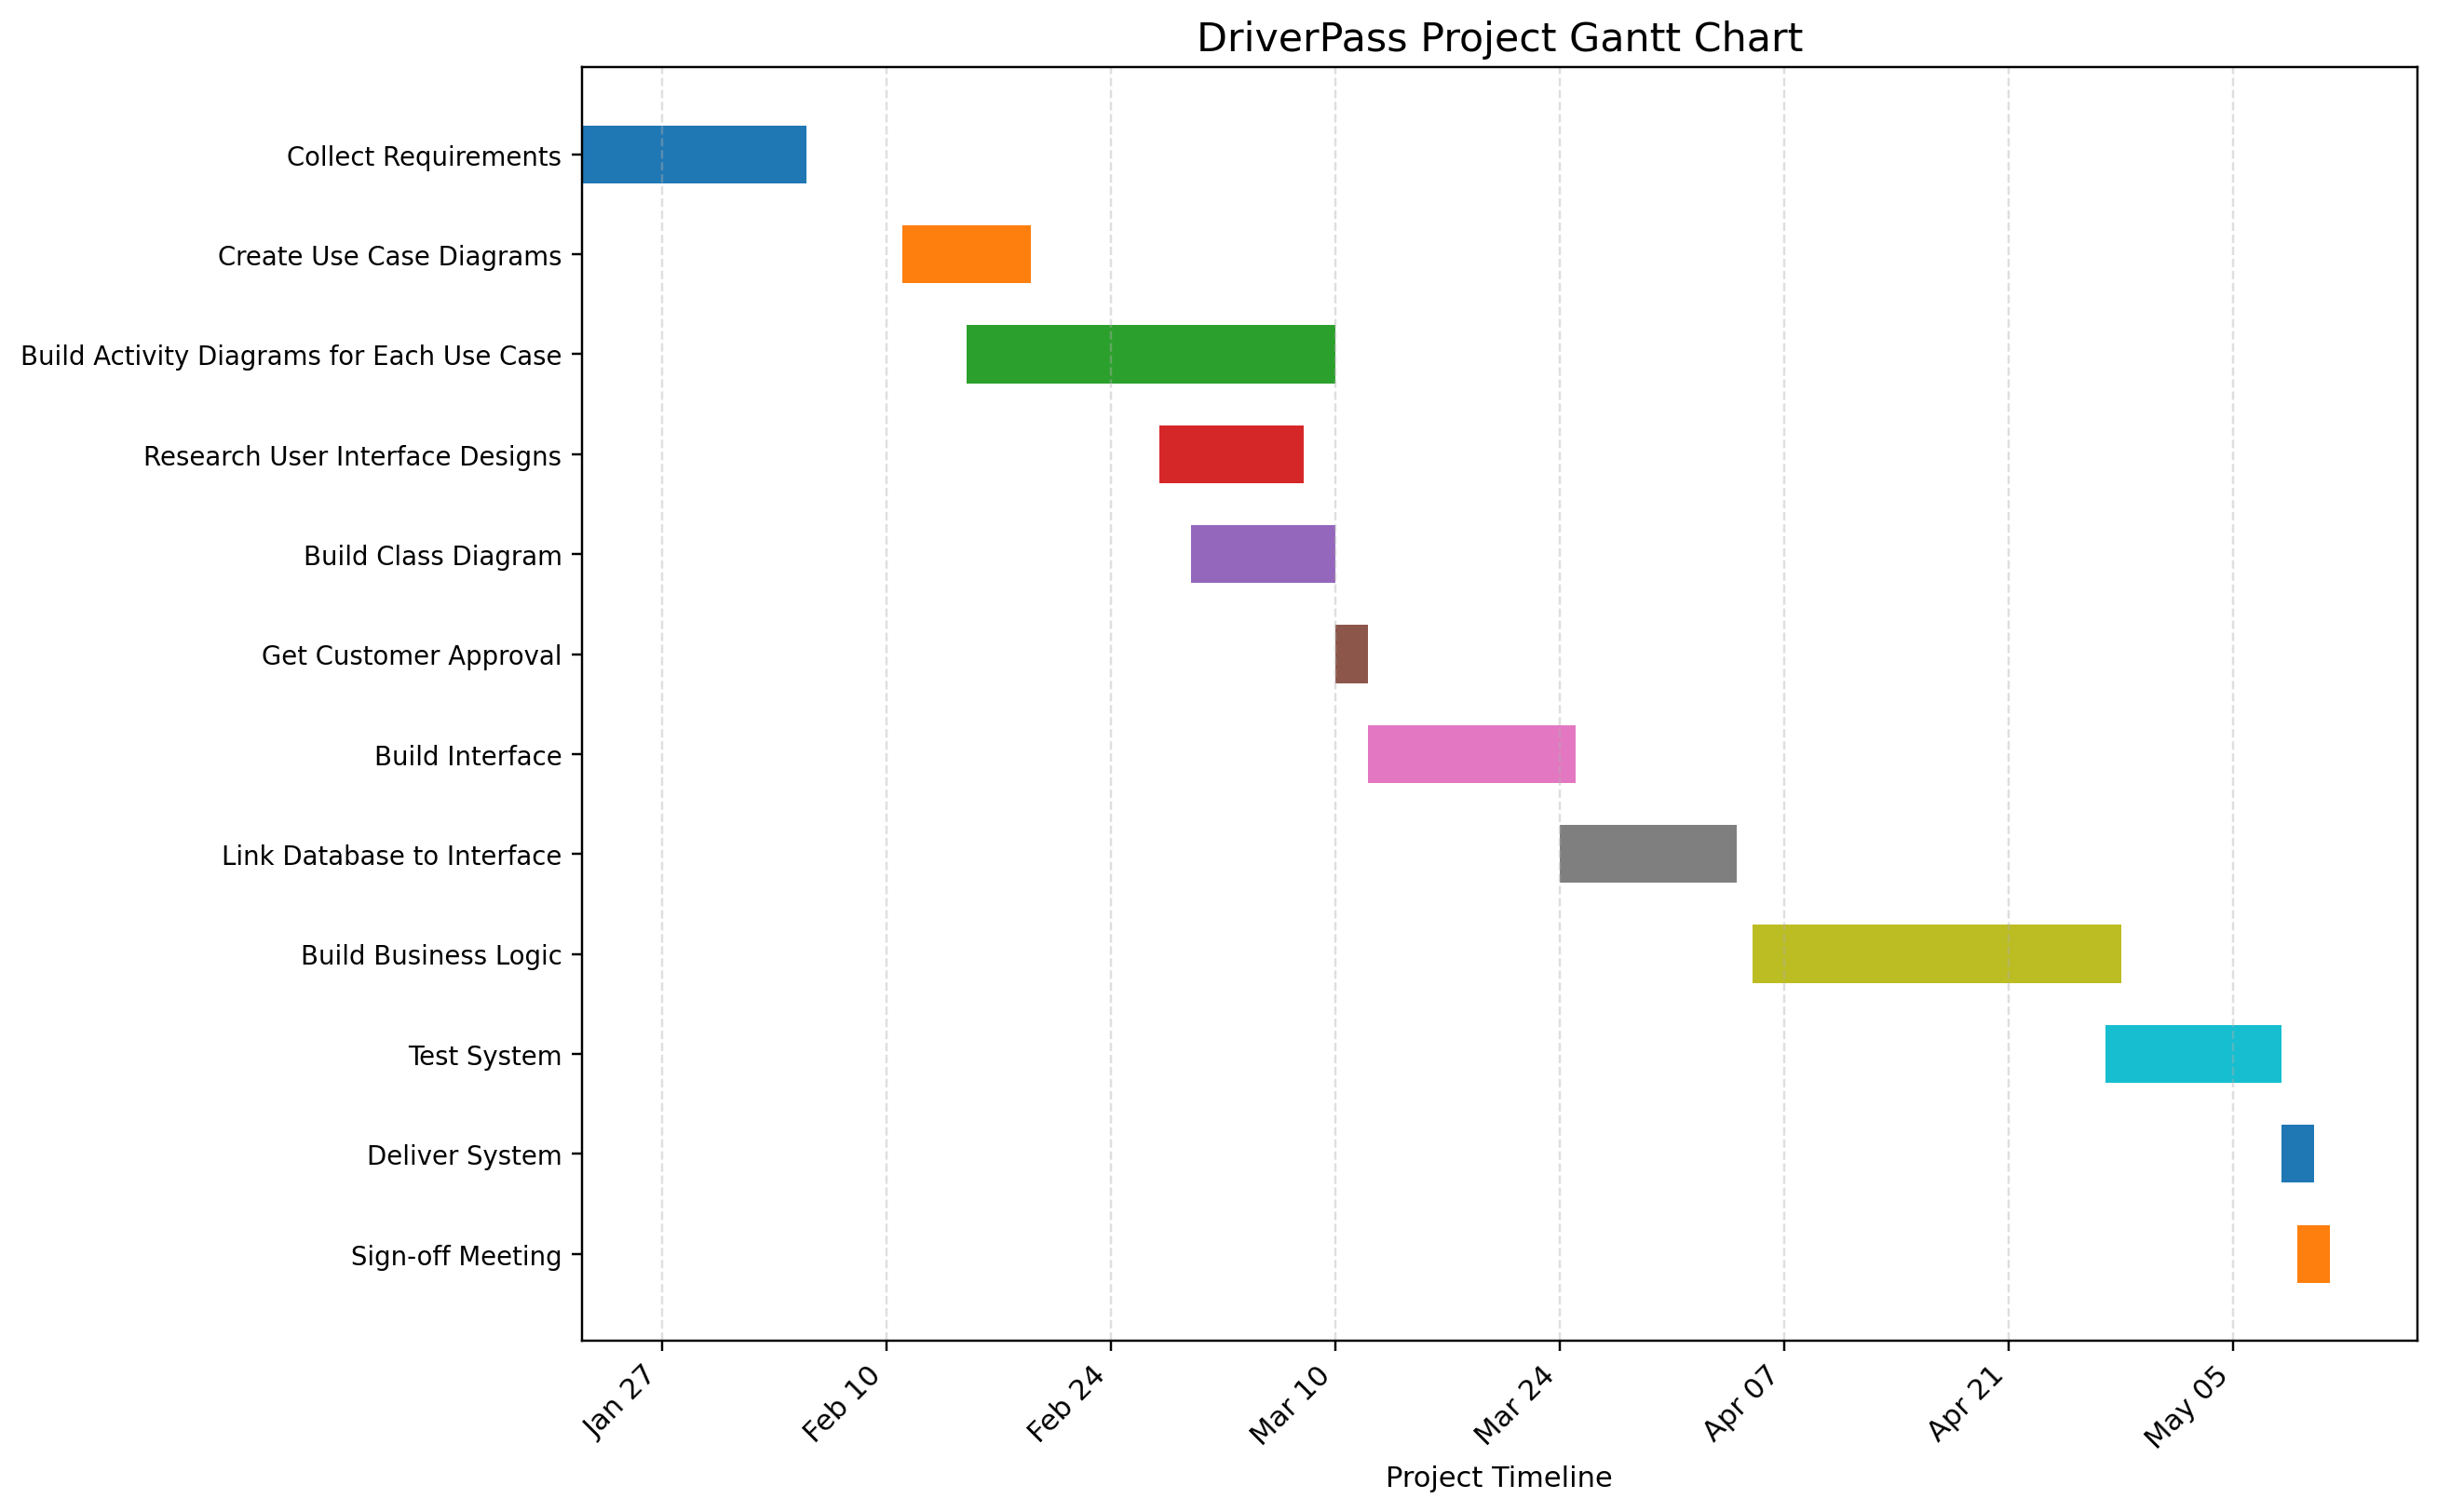 DriverPass Project Gantt Chart
Collect Requirements
Create Use Case Diagrams
Build Activity Diagrams for Each Use Case
Research User Interface Designs
Build Class Diagram
Get Customer Approval
Build Interface
Link Database to Interface
Build Business Logic
Test System
Deliver System
Sign-off Meeting
Jan 27
Feb 10
Feb 24
Mar 10
Mar 24
Apr 07
Apr 21
May 05
Project Timeline